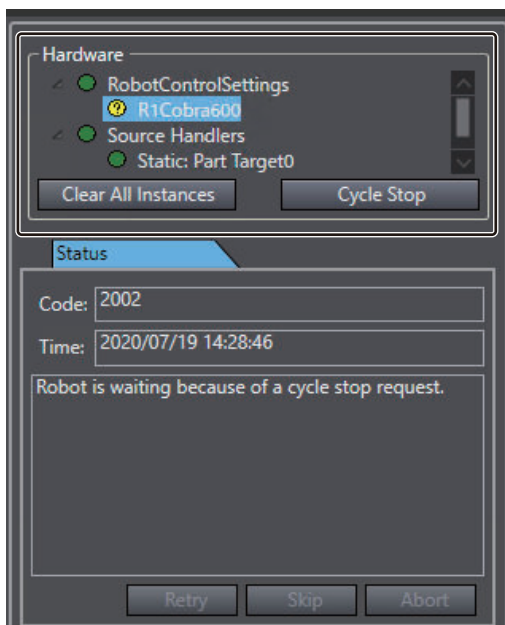 Hardware
RobotControlSettings
R1Cobra600
Source Handlers
Static: Part Target0
Clear All Instances Cycle Stop
Status
Code: 2002
Time: 2020/07/19 14:28:46
Robot is waiting because of a cycle stop request.
Retry Skip Abort